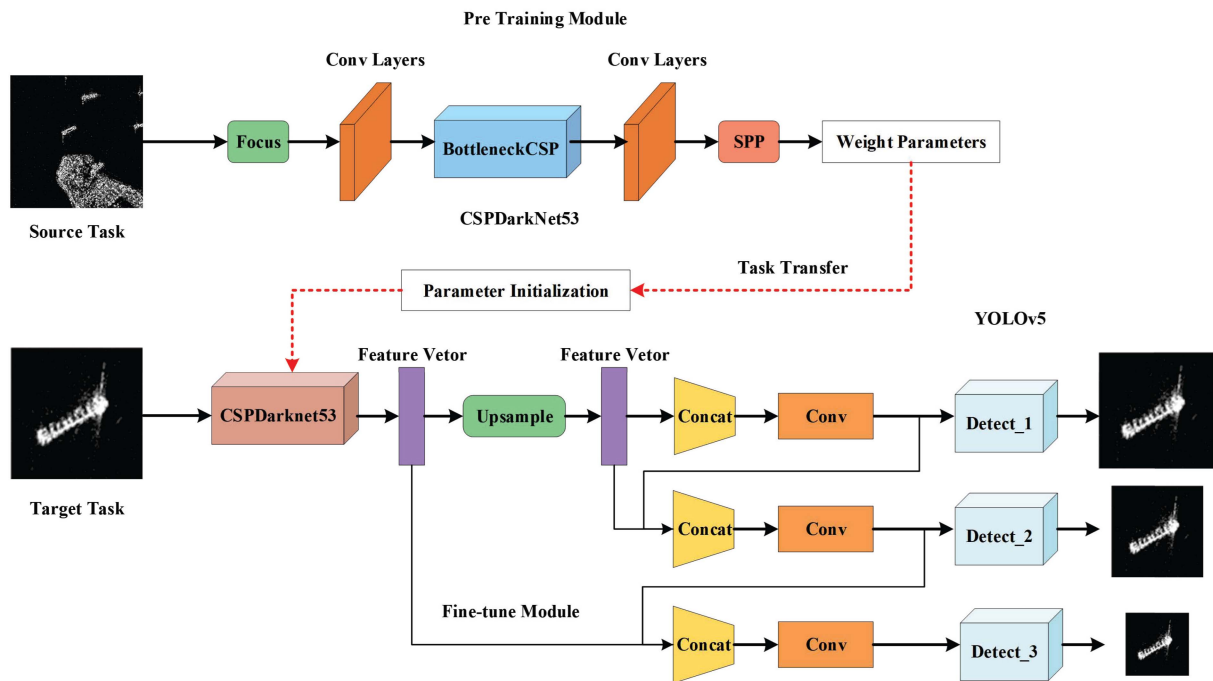 Pre Training Module
Conv Layers
Conv Layers
Focus
BottleneckCSP
SPP
Weight Parameters
CSPDarkNet53
Source Task
Task Transfer
Parameter Initialization
YOLOv5
Feature Vetor
Feature Vetor
CSPDarknet53
Upsample
Concat
Conv
Detect_1
Target Task
Concat
Conv
Detect_2
Fine-tune Module
Concat
Conv
Detect_3